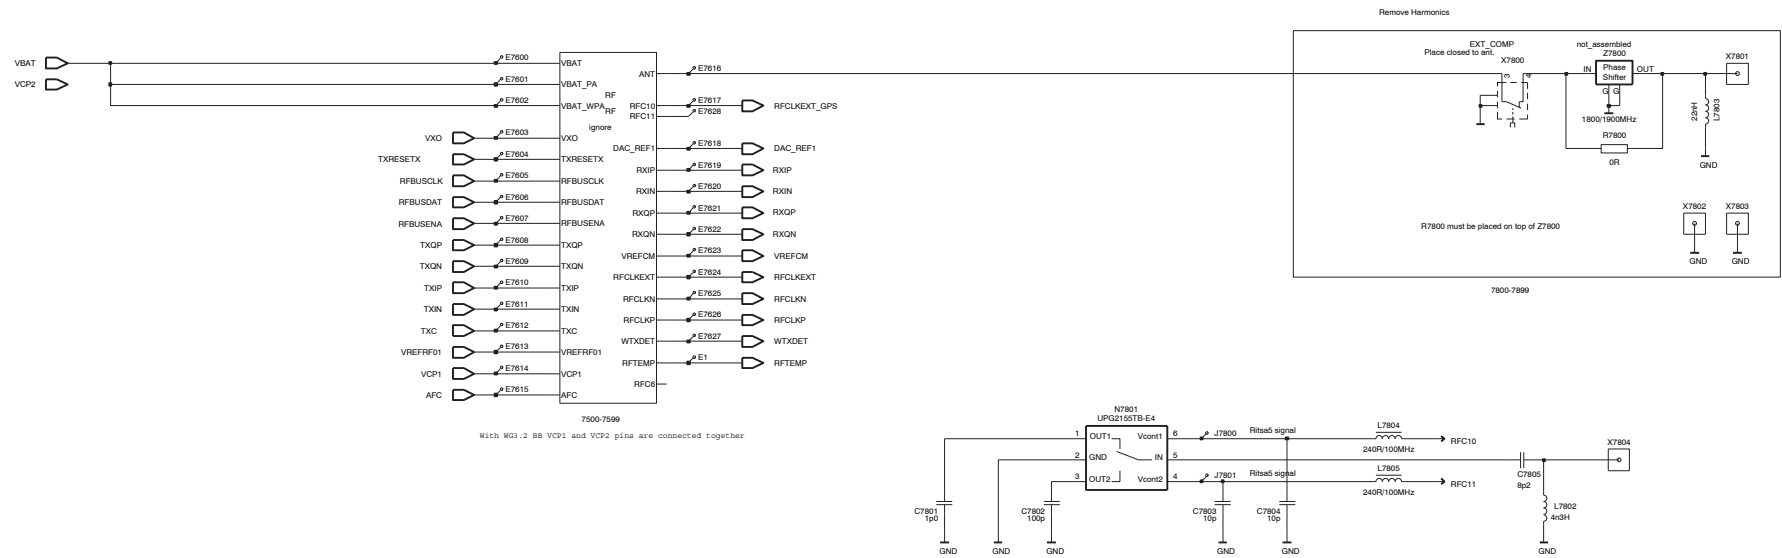 Remove Harmonics
EXT_COMP
Place closed to ant.
X7800
3
4
not_assembled
Z7800
IN
Phase
Shifter
OUT
G
G
1800/1900MHz
R7800
0R
X7801
22nH
L7803
GND
X7802
X7803
R7800 must be placed on top of Z7800
GND
GND
7800-7899
VBAT
E7600
VBAT
ANT
E7616
VCP2
E7601
VBAT_PA
RF
E7602
VBAT_WPA
RF
RFC10
E7617
RFCLKEXT_GPS
RFC11
E7628
ignore
VXO
E7603
VXO
DAC_REF1
E7618
DAC_REF1
TXRESETX
E7604
TXRESETX
RXIP
E7619
RXIP
RFBUSCLK
E7605
RFBUSCLK
RXIN
E7620
RXIN
RFBUSDAT
E7606
RFBUSDAT
RXQP
E7621
RXQP
RFBUSENA
E7607
RFBUSENA
RXQN
E7622
RXQN
TXQP
E7608
TXQP
VREFCM
E7623
VREFCM
TXQN
E7609
TXQN
RFCLKEXT
E7624
RFCLKEXT
TXIP
E7610
TXIP
RFCLKN
E7625
RFCLKN
TXIN
E7611
TXIN
RFCLKP
E7626
RFCLKP
TXC
E7612
TXC
WTXDET
E7627
WTXDET
VREFRF01
E7613
VREFRF01
RFTEMP
E1
RFTEMP
VCP1
E7614
VCP1
RFC6
AFC
E7615
AFC
7500-7599
With WG3.2 BB VCP1 and VCP2 pins are connected together
N7801
UPG2155TB-E4
1
OUT1
Vcont1
6
J7800
Ritsa5 signal
L7804
240R/100MHz
RFC10
2
GND
IN
5
X7804
3
OUT2
Vcont2
4
J7801
Ritsa5 signal
L7805
240R/100MHz
RFC11
C7805
8p2
C7801
1p0
C7802
100p
C7803
10p
C7804
10p
L7802
4n3H
GND
GND
GND
GND
GND
GND